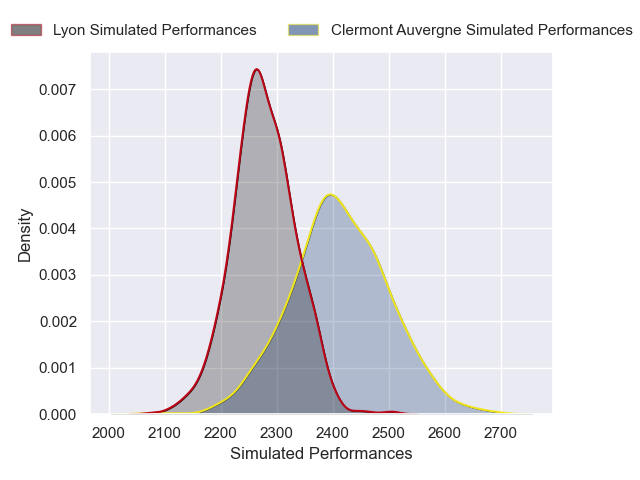 Lyon Simulated Performances Clermont Auvergne Simulated Performances
0.007
0.006
0.005
0.004
0.003
0.002
0.001
0.000
Density
2000 2100 2200 2300 2400 2500 2600 2700
Simulated Performances